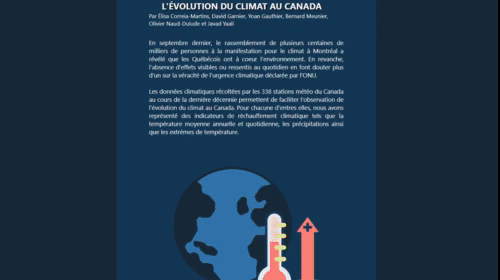 L'ÉVOLUTION DU CLIMAT AU CANADA
Par Élisa Correia-Martins, David Garnier, Yoan Gauthier, Bernard Meunier,
Olivier Naud-Dulude et Javad Yaali
En septembre dernier, le rassemblement de plusieurs centaines de
milliers de personnes à la manifestation pour le climat à Montréal a
révélé que les Québécois ont à coeur l'environnement. En revanche,
l'absence d'effets visibles ou ressentis au quotidien en font douter plus
d'un sur la véracité de l'urgence climatique déclarée par l'ONU.
Les données climatiques récoltées par les 338 stations météo du Canada
au cours de la dernière décennie permettent de faciliter l'observation de
l'évolution du climat au Canada. Pour chacune d'entres elles, nous avons
représenté des indicateurs de réchauffement climatique tels que la
température moyenne annuelle et quotidienne, les précipitations ainsi
que les extrêmes de température.